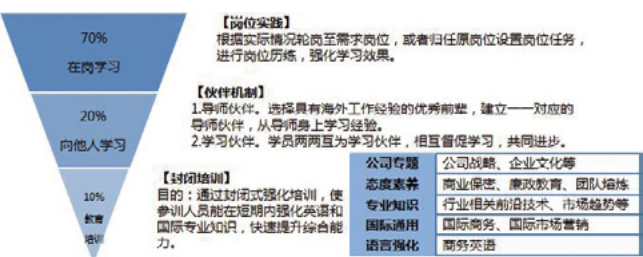 70%
在岗学习
20%
向他人学习
10%
教育
培训
【岗位实践】
根据实际情况轮岗至需求岗位，或者归任原岗位设置岗位任务，
进行岗位历练，强化学习效果。
【伙伴机制】
1.导师伙伴。选择具有海外工作经验的优秀前辈，建立一一对应的
导师伙伴，从导师身上学习经验。
2.学习伙伴。学员两两互为学习伙伴，相互督促学习，共同进步。
【封闭培训】
目的：通过封闭式强化培训，使
参训人员能在短期内强化英语和
国际专业知识，快速提升综合能
力。
公司专题 公司战略、企业文化等
态度素养 商业保密、廉政教育、团队熔炼
专业知识 行业相关前沿技术、市场趋势等
国际通用 国际商务、国际市场营销
语言强化 商务英语